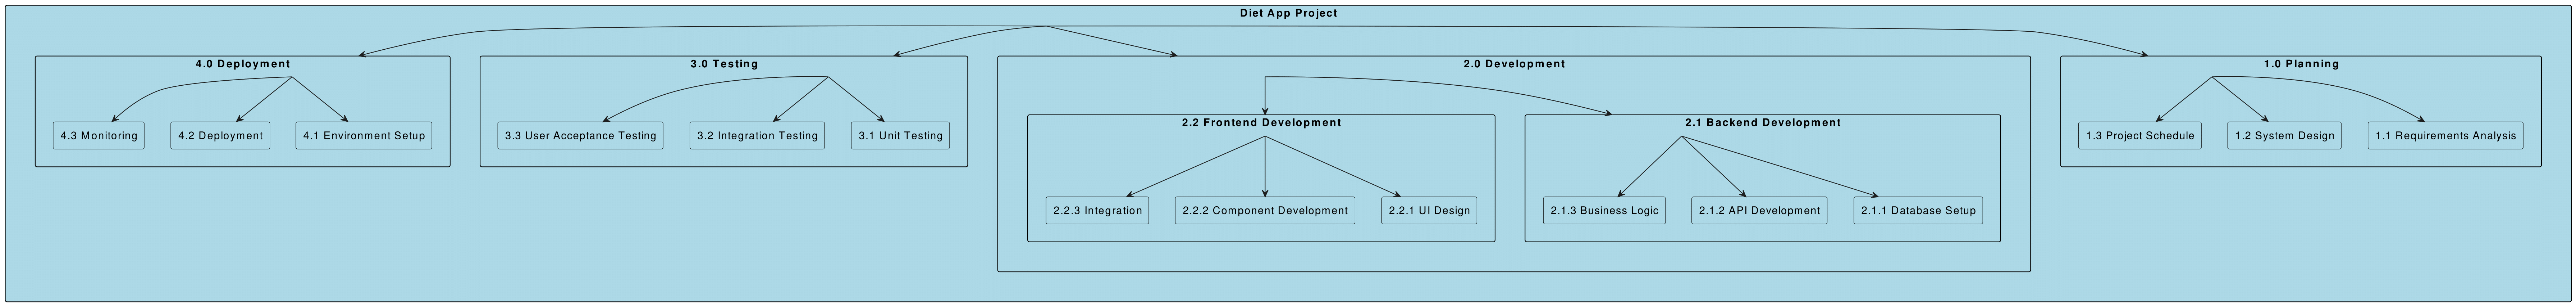 Diet App Project
4.0 Deployment
4.3 Monitoring
4.2 Deployment
4.1 Environment Setup
3.0 Testing
3.3 User Acceptance Testing
3.2 Integration Testing
3.1 Unit Testing
2.0 Development
2.2 Frontend Development
2.2.3 Integration
2.2.2 Component Development
2.2.1 UI Design
2.1 Backend Development
2.1.3 Business Logic
2.1.2 API Development
2.1.1 Database Setup
1.0 Planning
1.3 Project Schedule
1.2 System Design
1.1 Requirements Analysis